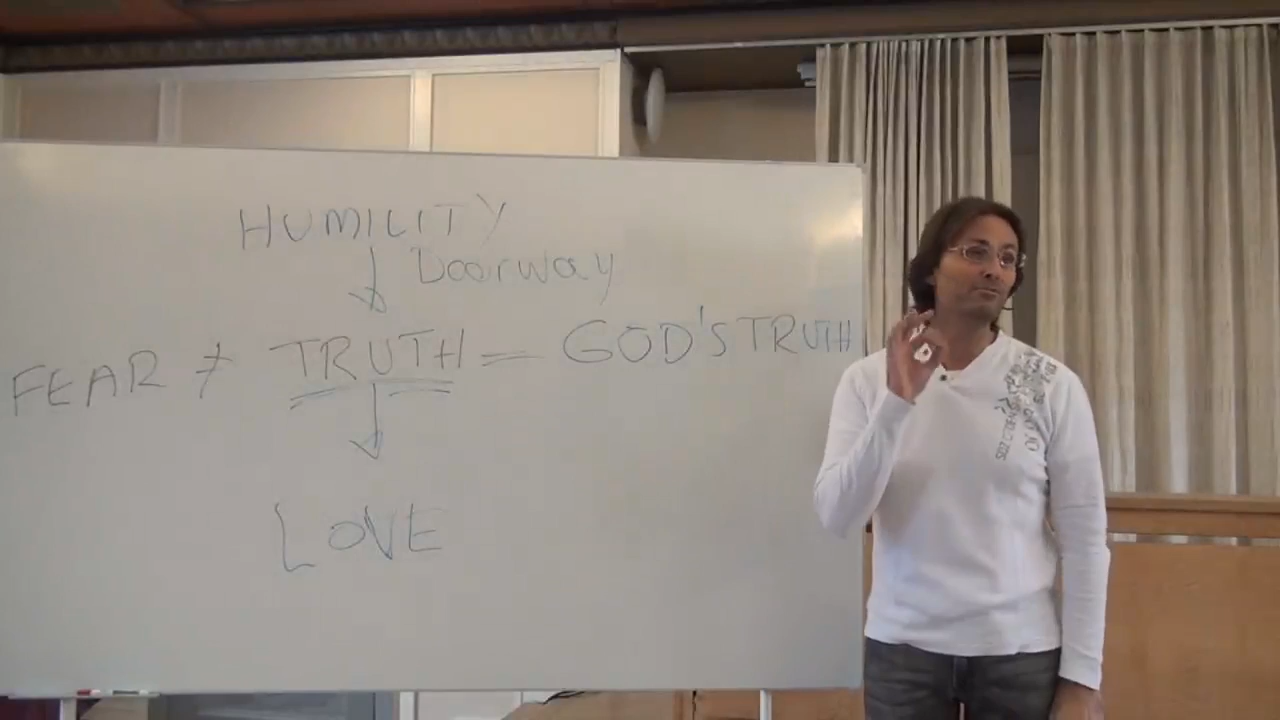 HUMILITY
↓ Doorway
FEAR ≠ TRUTH = GOD'S TRUTH
↓
LOVE